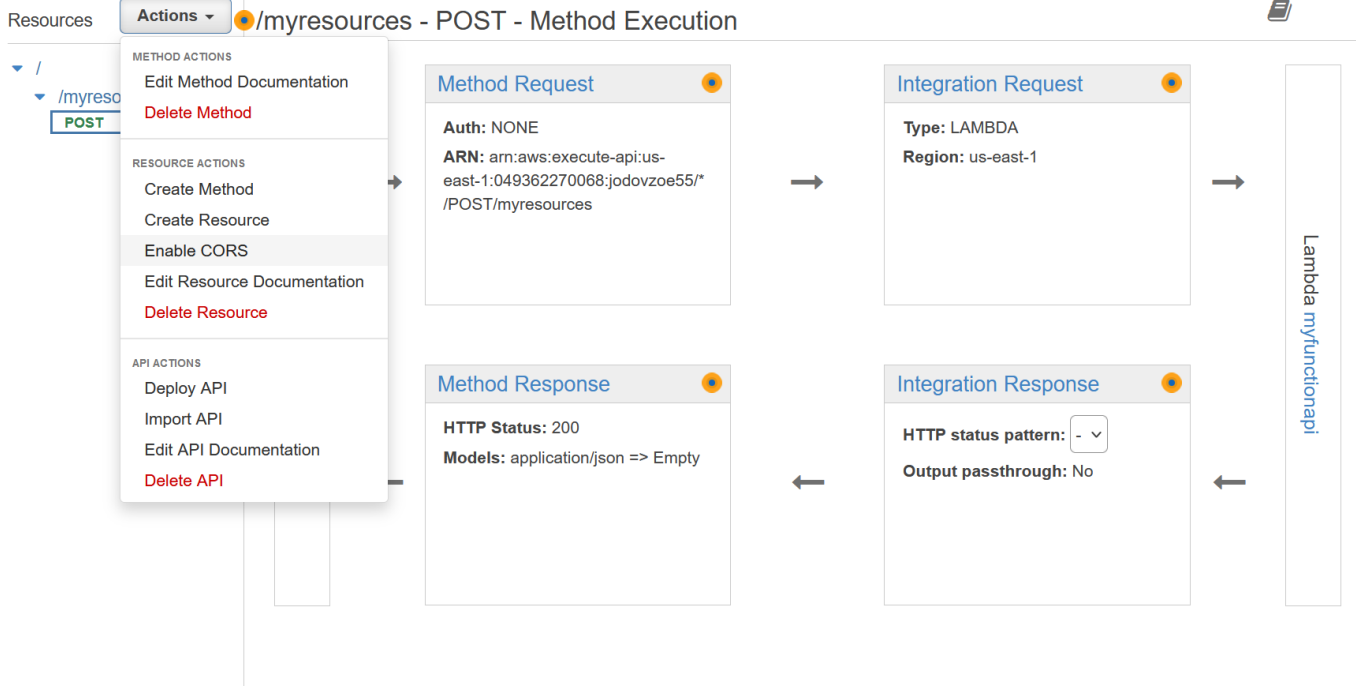 Resources
Actions
/myresources - POST - Method Execution
/
/myreso
POST
METHOD ACTIONS
Edit Method Documentation
Delete Method
RESOURCE ACTIONS
Create Method
Create Resource
Enable CORS
Edit Resource Documentation
Delete Resource
API ACTIONS
Deploy API
Import API
Edit API Documentation
Delete API
Method Request
Auth: NONE
ARN: arn:aws:execute-api:us-
east-1:049362270068:jodovzoe55/*
/POST/myresources
Integration Request
Type: LAMBDA
Region: us-east-1
Lambda myfunctionapi
Method Response
HTTP Status: 200
Models: application/json => Empty
Integration Response
HTTP status pattern: -
Output passthrough: No